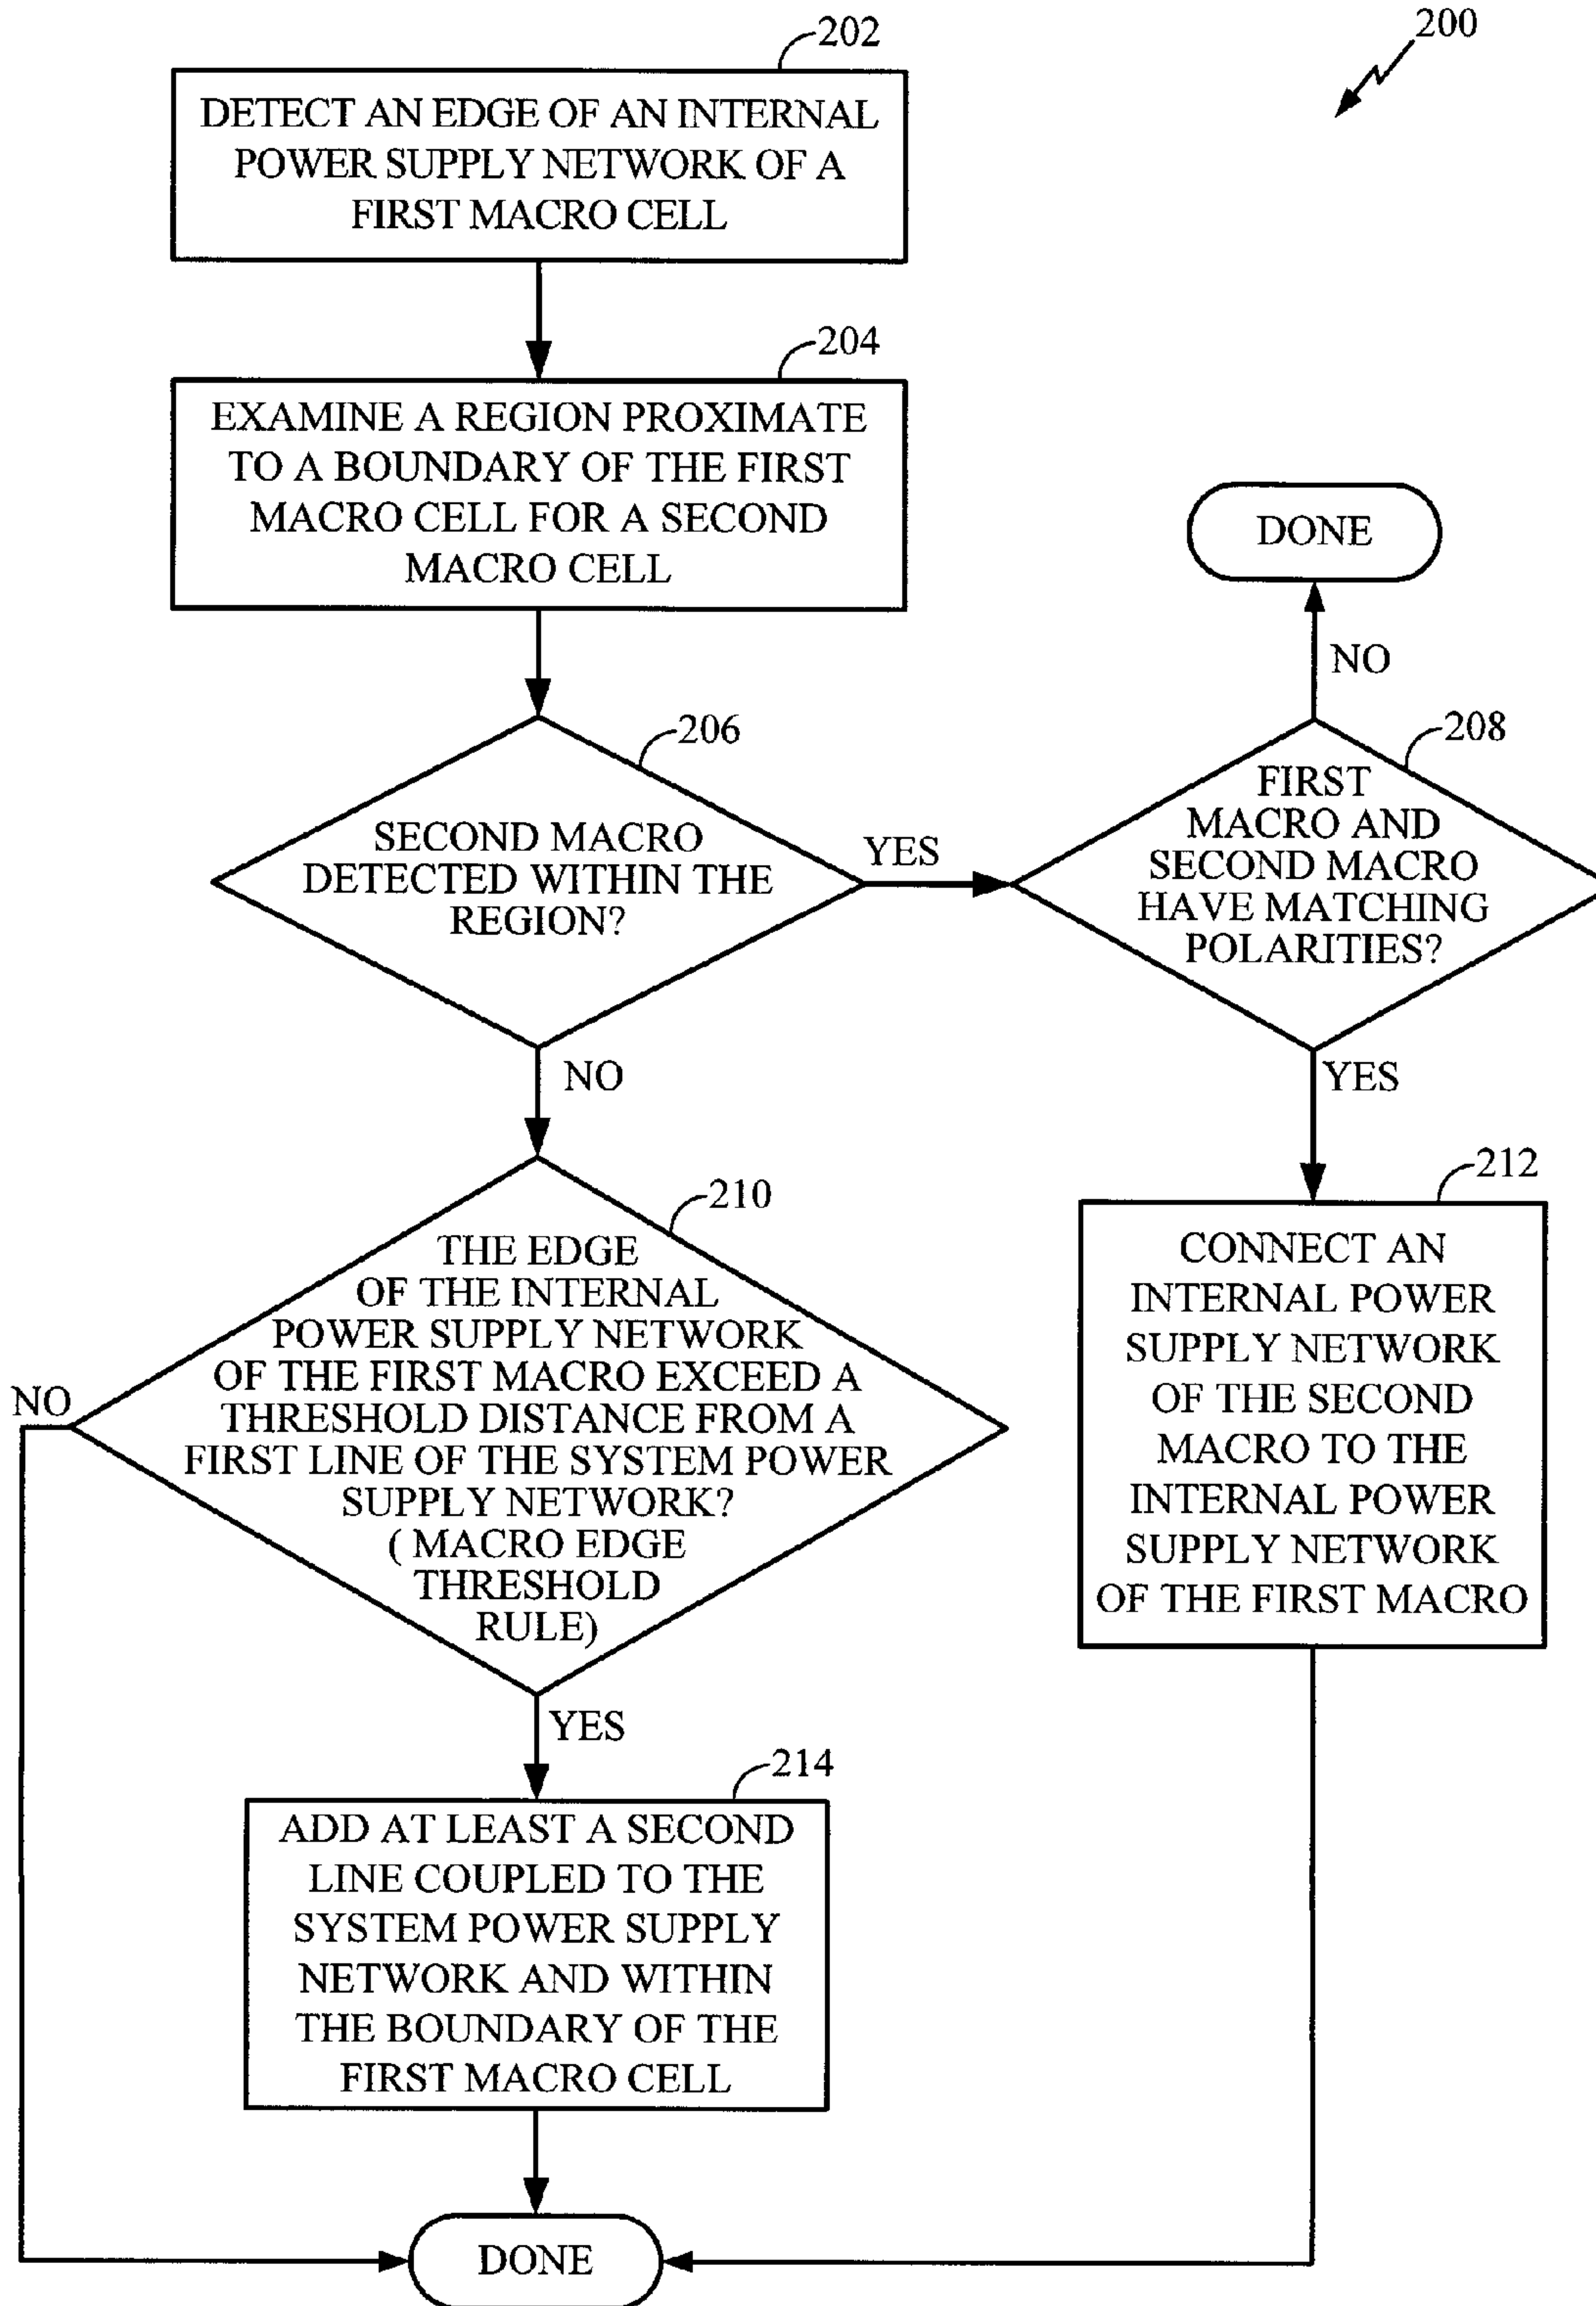 200
202
DETECT AN EDGE OF AN INTERNAL
POWER SUPPLY NETWORK OF A
FIRST MACRO CELL
204
EXAMINE A REGION PROXIMATE
TO A BOUNDARY OF THE FIRST
MACRO CELL FOR A SECOND
MACRO CELL
206
SECOND MACRO
DETECTED WITHIN THE
REGION?
YES
NO
DONE
NO
208
FIRST
MACRO AND
SECOND MACRO
HAVE MATCHING
POLARITIES?
YES
212
CONNECT AN
INTERNAL POWER
SUPPLY NETWORK
OF THE SECOND
MACRO TO THE
INTERNAL POWER
SUPPLY NETWORK
OF THE FIRST MACRO
210
THE EDGE
OF THE INTERNAL
POWER SUPPLY NETWORK
OF THE FIRST MACRO EXCEED A
THRESHOLD DISTANCE FROM A
FIRST LINE OF THE SYSTEM POWER
SUPPLY NETWORK?
( MACRO EDGE
THRESHOLD
RULE)
NO
YES
214
ADD AT LEAST A SECOND
LINE COUPLED TO THE
SYSTEM POWER SUPPLY
NETWORK AND WITHIN
THE BOUNDARY OF THE
FIRST MACRO CELL
DONE